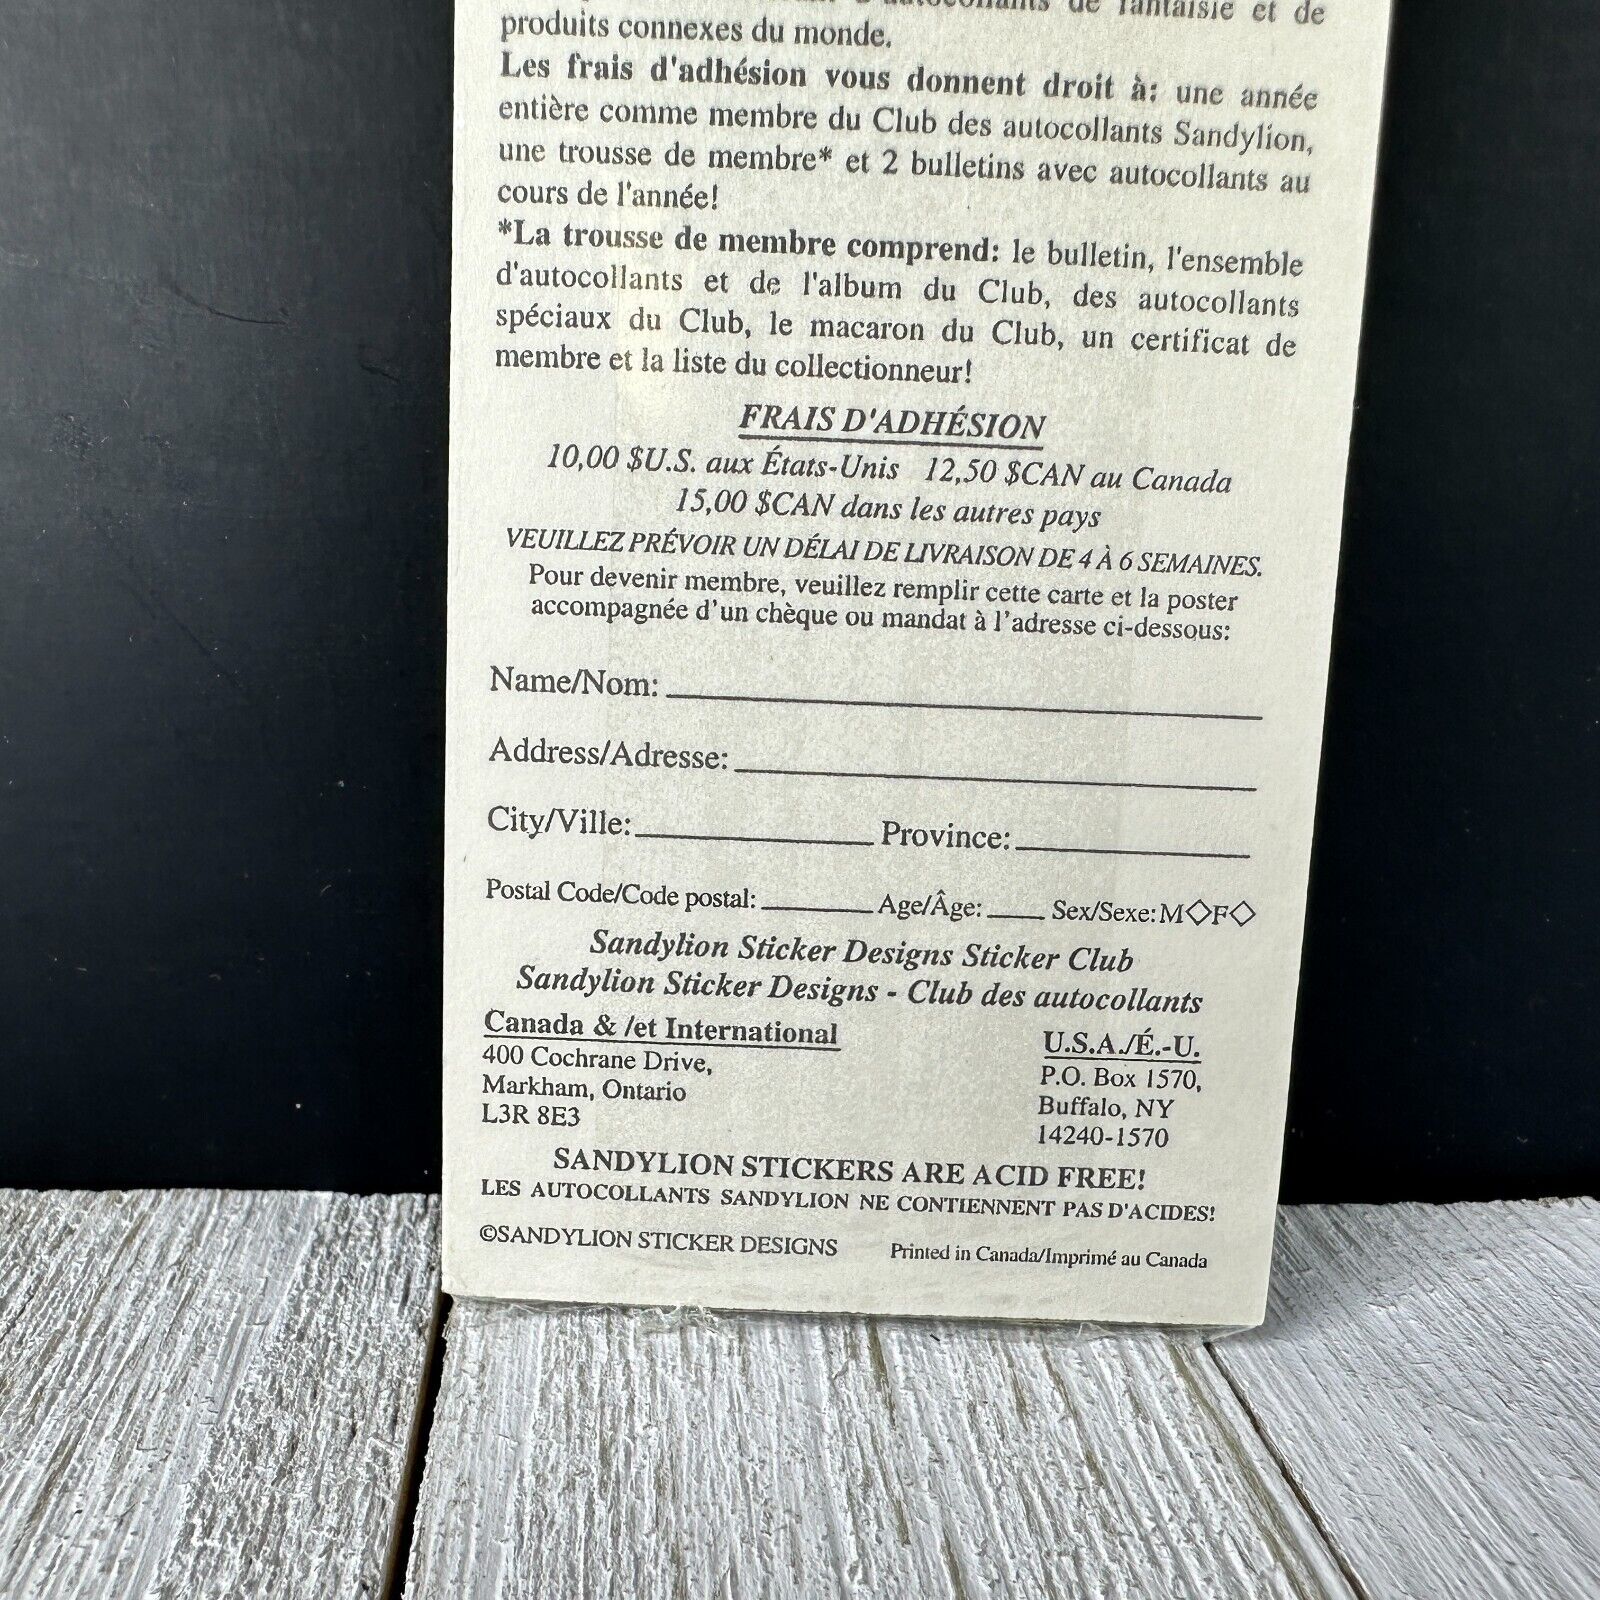 d'autocollants de fantaisie et de
produits connexes du monde.
Les frais d'adhésion vous donnent droit à: une année
entière comme membre du Club des autocollants Sandylion,
une trousse de membre* et 2 bulletins avec autocollants au
cours de l'année!
*La trousse de membre comprend: le bulletin, l'ensemble
d'autocollants et de l'album du Club, des autocollants
spéciaux du Club, le macaron du Club, un certificat de
membre et la liste du collectionneur!
FRAIS D'ADHÉSION
10,00 $U.S. aux États-Unis 12,50 $CAN au Canada
15,00 $CAN dans les autres pays
VEUILLEZ PRÉVOIR UN DÉLAI DE LIVRAISON DE 4 À 6 SEMAINES.
Pour devenir membre, veuillez remplir cette carte et la poster
accompagnée d'un chèque ou mandat à l'adresse ci-dessous:
Name/Nom:
Address/Adresse:
City/Ville: Province:
Postal Code/Code postal: Age/Âge: Sex/Sexe: M◇F◇
Sandylion Sticker Designs Sticker Club
Sandylion Sticker Designs - Club des autocollants
Canada & /et International
400 Cochrane Drive,
Markham, Ontario
L3R 8E3
U.S.A./É.-U.
P.O. Box 1570,
Buffalo, NY
14240-1570
SANDYLION STICKERS ARE ACID FREE!
LES AUTOCOLLANTS SANDYLION NE CONTIENNENT PAS D'ACIDES!
©SANDYLION STICKER DESIGNS Printed in Canada/Imprimé au Canada